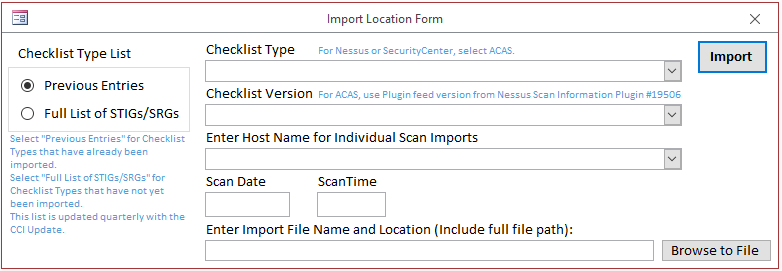 Import Location Form
Checklist Type List
Previous Entries
Full List of STIGs/SRGs
Select "Previous Entries" for Checklist
Types that have already been
imported.
Select "Full List of STIGs/SRGs" for
Checklist Types that have not yet
been imported.
This list is updated quarterly with the
CCI Update.
Checklist Type For Nessus or SecurityCenter, select ACAS.
Checklist Version For ACAS, use Plugin feed version from Nessus Scan Information Plugin #19506
Enter Host Name for Individual Scan Imports
Scan Date ScanTime
Enter Import File Name and Location (Include full file path):
Browse to File
Import